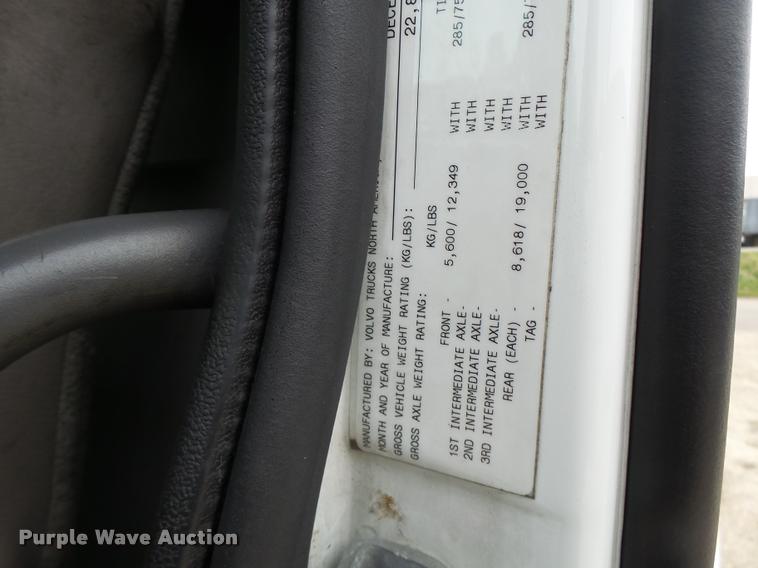 MANUFACTURED BY: VOLVO TRUCKS NORTH
MONTH AND YEAR OF MANUFACTURE: DECE
GROSS VEHICLE WEIGHT RATING (KG/LBS): 22,8
GROSS AXLE WEIGHT RATING: KG/LBS TI
FRONT - 5,600/ 12,349 WITH 285/75
1ST INTERMEDIATE AXLE- WITH
2ND INTERMEDIATE AXLE- WITH
3RD INTERMEDIATE AXLE- WITH
REAR (EACH) - 8,618/ 19,000 WITH 285/7
TAG - WITH
Purple Wave Auction